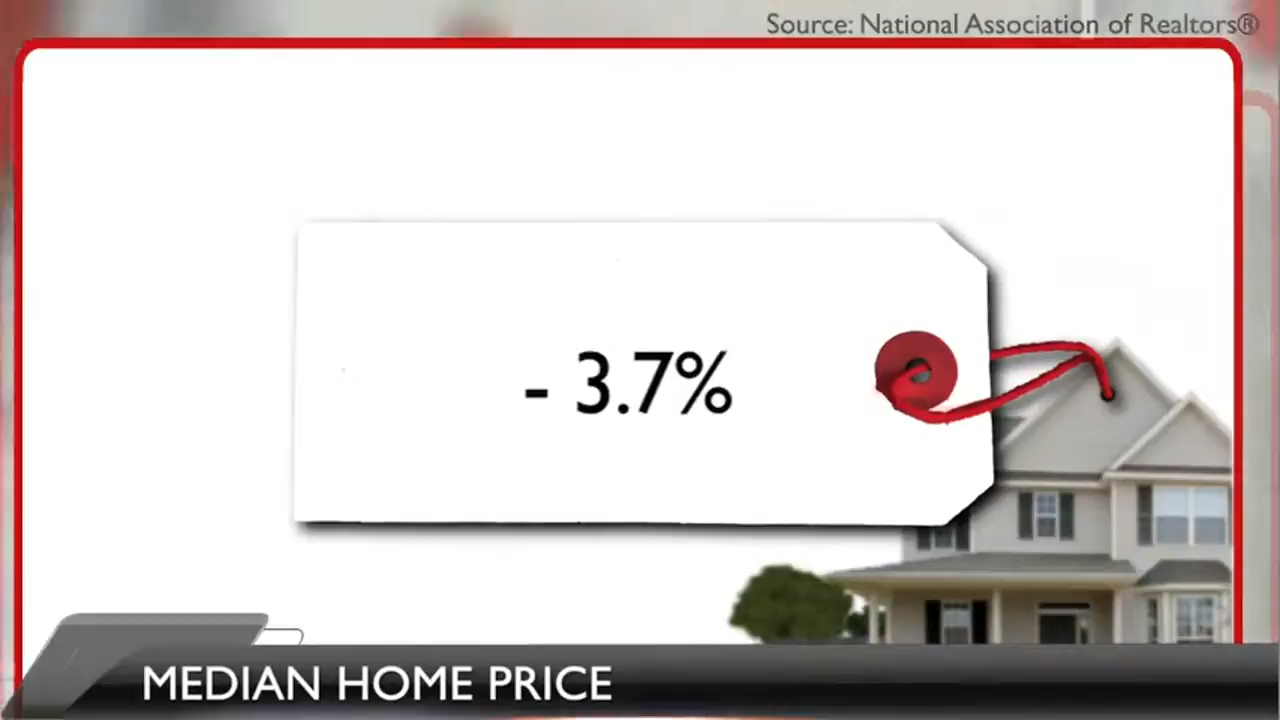 Source: National Association of Realtors®
- 3.7%
MEDIAN HOME PRICE